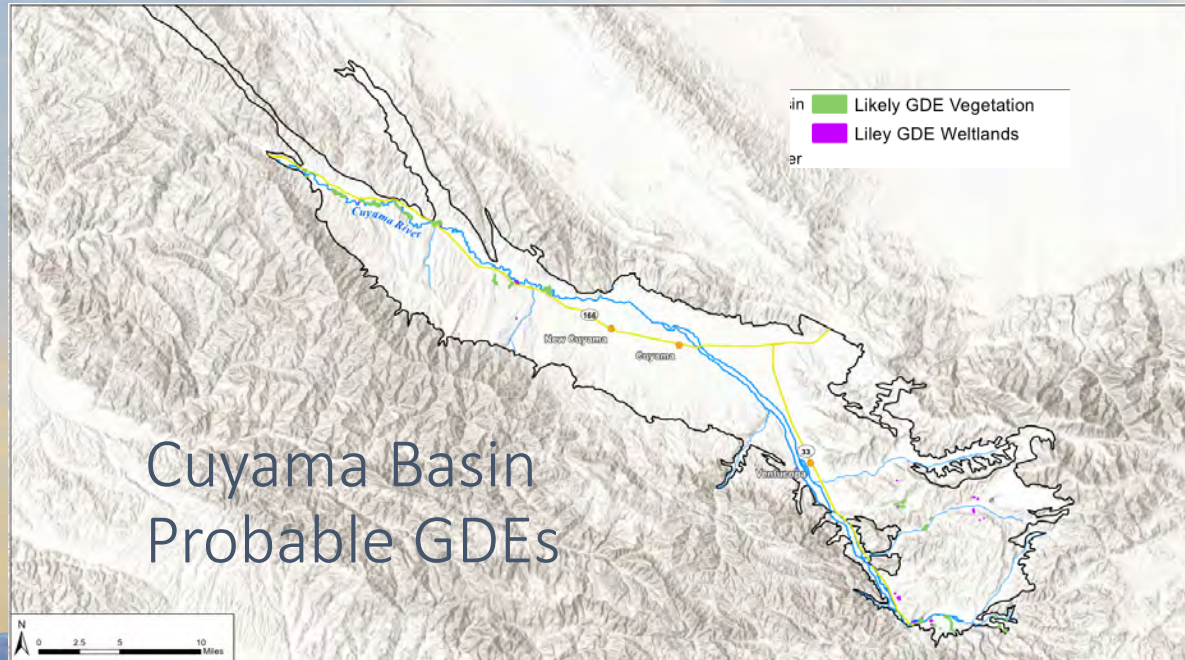 sin
Likely GDE Vegetation
Liley GDE Weltlands
er
Cuyama River
166
New Cuyama
Cuyama
33
Ventucopa
Cuyama Basin
Probable GDEs
N
0 2.5 5 10
Miles